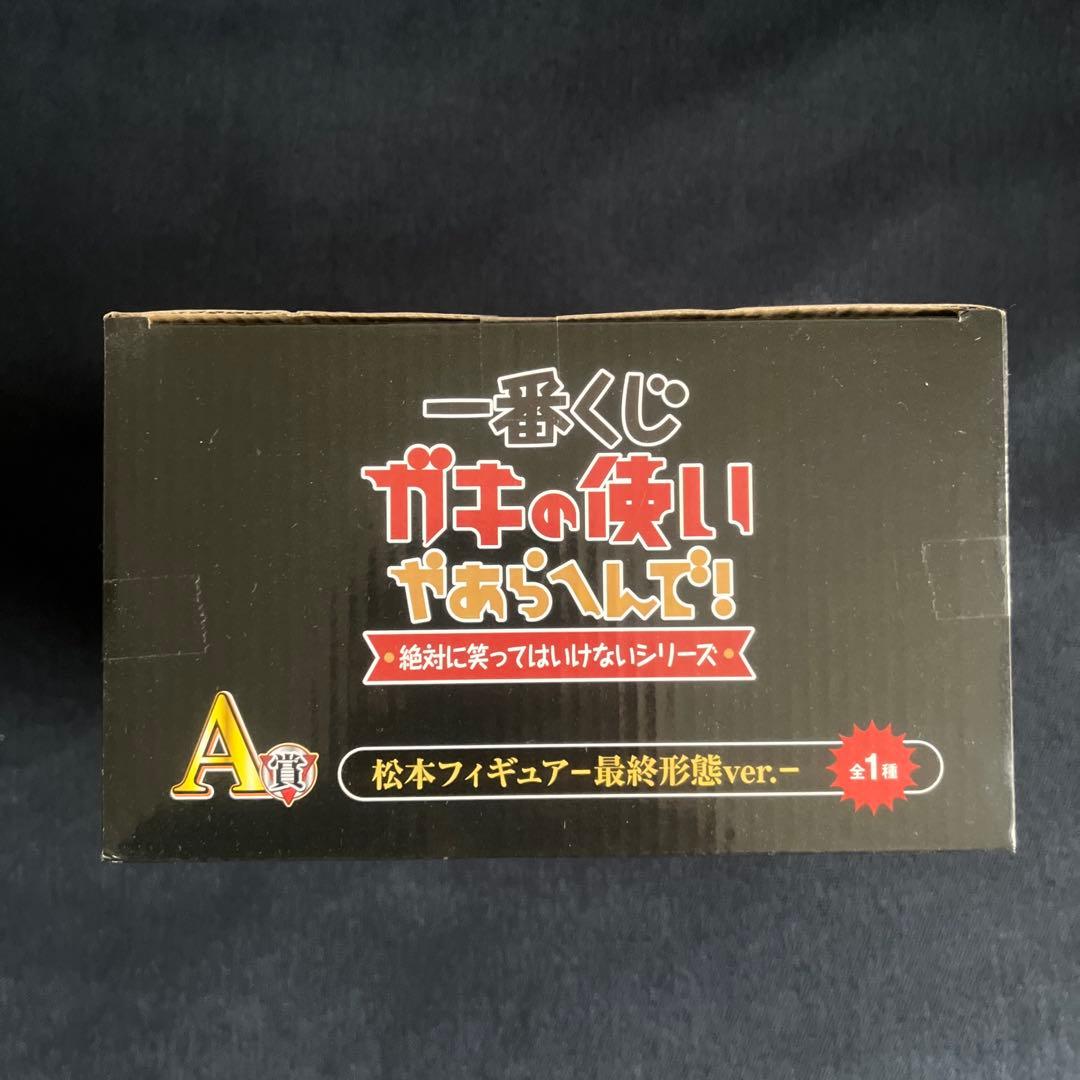 一番くじ
ガキの使い
やあらへんで!
・絶対に笑ってはいけないシリーズ・
A賞
松本フィギュアー最終形態ver.ー
全1種